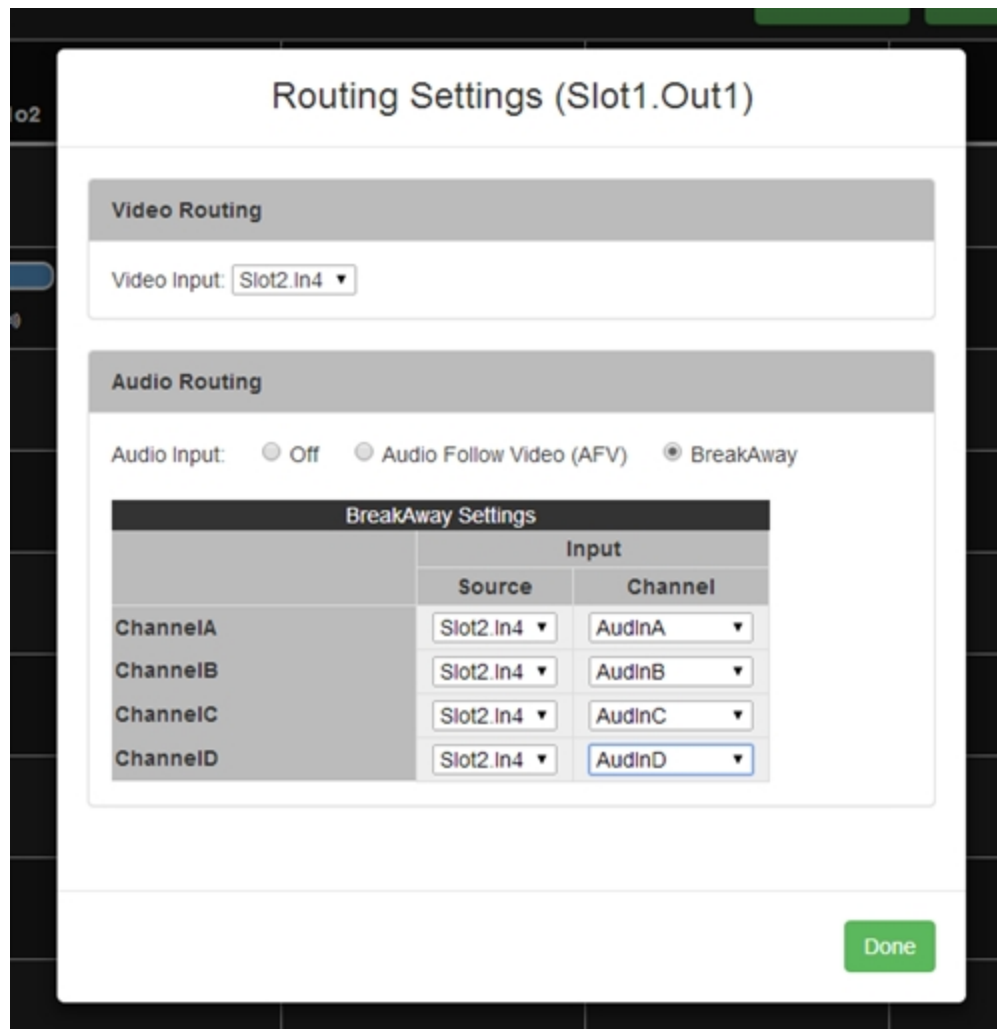 Routing Settings (Slot1.Out1)
lo2
Video Routing
Video Input: Slot2.In4
Audio Routing
Audio Input: Off Audio Follow Video (AFV) BreakAway
BreakAway Settings
Input
Source Channel
ChannelA Slot2.In4 AudInA
ChannelB Slot2.In4 AudInB
ChannelC Slot2.In4 AudInC
ChannelD Slot2.In4 AudInD
Done